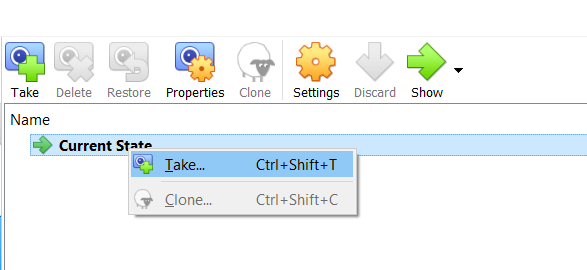 Take Delete Restore Properties Clone Settings Discard Show
Name
Current State
Take... Ctrl+Shift+T
Clone... Ctrl+Shift+C